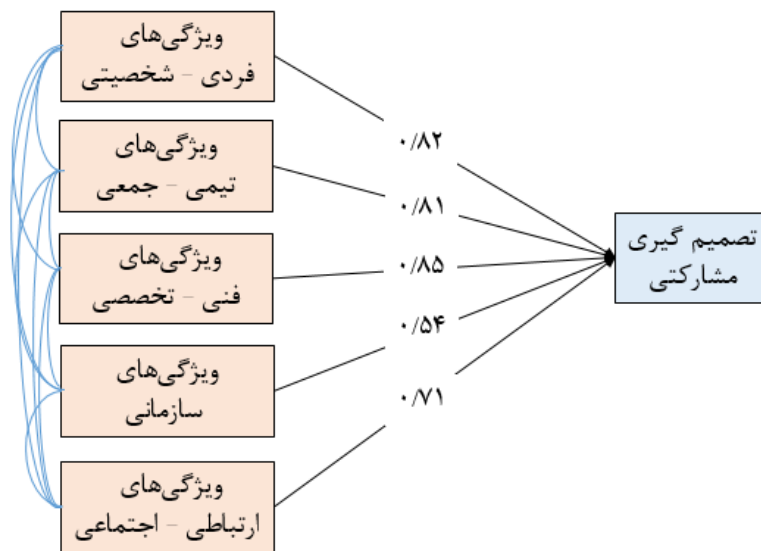 ویژگی‌های
فردی – شخصیتی
ویژگی‌های
تیمی – جمعی
ویژگی‌های
فنی – تخصصی
ویژگی‌های
سازمانی
ویژگی‌های
ارتباطی – اجتماعی
۰/۸۲
۰/۸۱
۰/۸۵
۰/۵۴
۰/۷۱
تصمیم گیری
مشارکتی